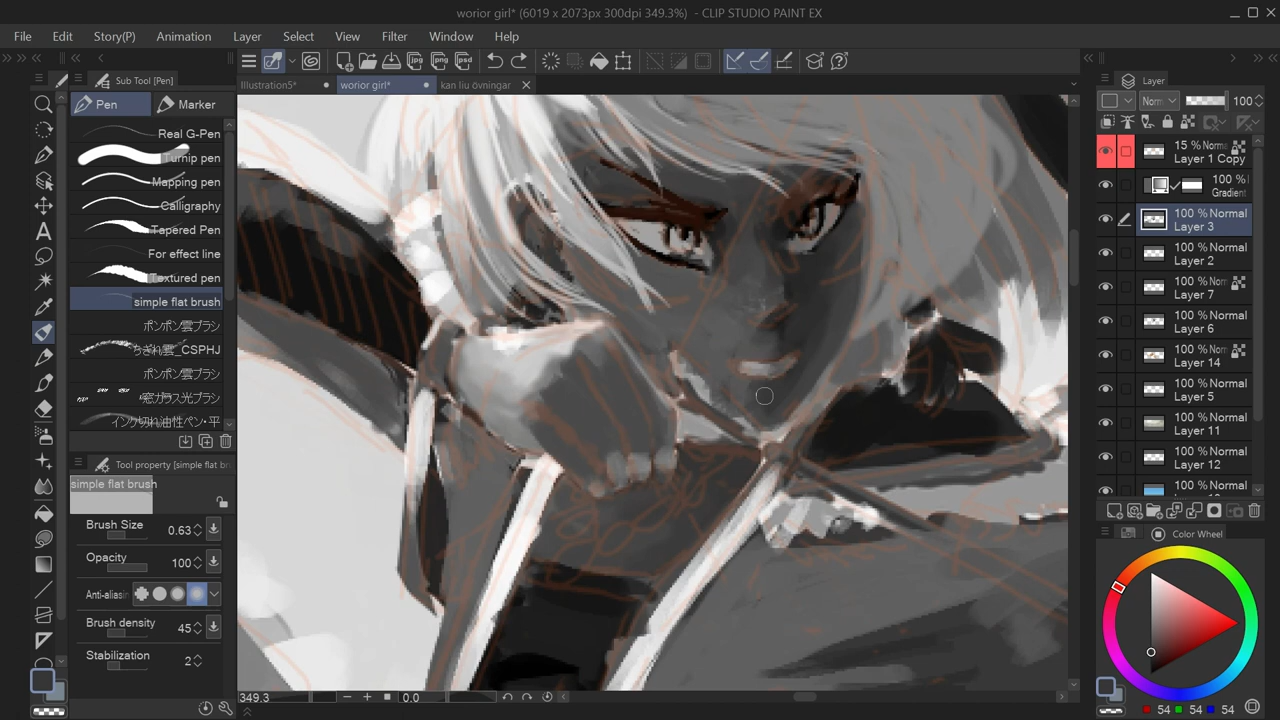 worior girl* (6019 x 2073px 300dpi 349.3%) - CLIP STUDIO PAINT EX
File Edit Story(P) Animation Layer Select View Filter Window Help
Sub Tool [Pen]
Pen Marker
Real G-Pen
Turnip pen
Mapping pen
Calligraphy
Tapered Pen
For effect line
Textured pen
simple flat brush
ポンポン雲ブラシ
ちぎれ雲_CSPHJ
ポンポン雲ブラシ
窓ガラス光ブラシ
インク切れ油性ペン・平
Tool property [simple flat br
simple flat brush
Brush Size 0.63
Opacity 100
Anti-aliasin
Brush density 45
Stabilization 2
Illustration5* worior girl* kan liu övningar
349.3 0.0
Layer
Norm 100
15 % Norm
Layer 1 Copy
100 %
Gradient
100 % Normal
Layer 3
100 % Normal
Layer 2
100 % Norm
Layer 7
100 % Normal
Layer 6
100 % Norm
Layer 14
100 % Normal
Layer 5
100 % Normal
Layer 11
100 % Normal
Layer 12
100 % Normal
Color Wheel
54 54 54